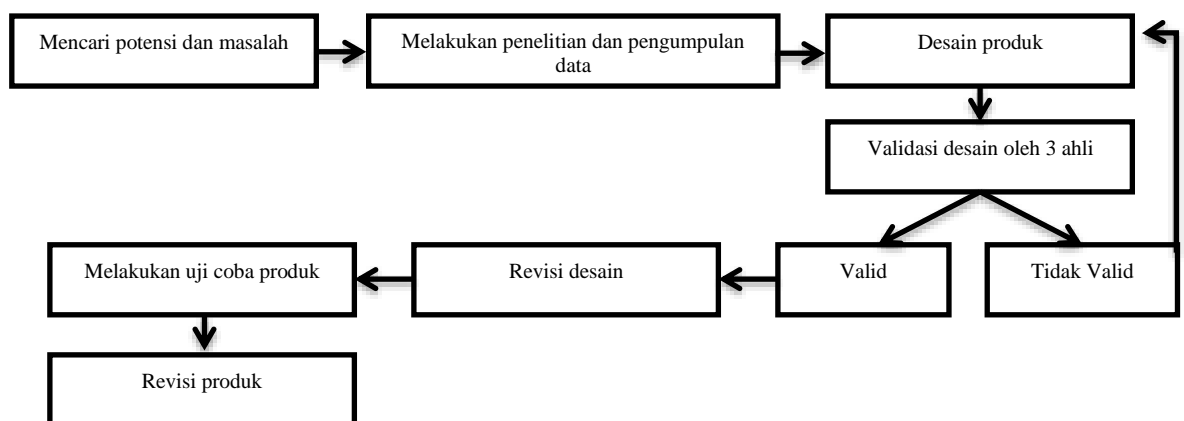 Mencari potensi dan masalah
Melakukan penelitian dan pengumpulan
data
Desain produk
Validasi desain oleh 3 ahli
Melakukan uji coba produk
Revisi desain
Valid
Tidak Valid
Revisi produk